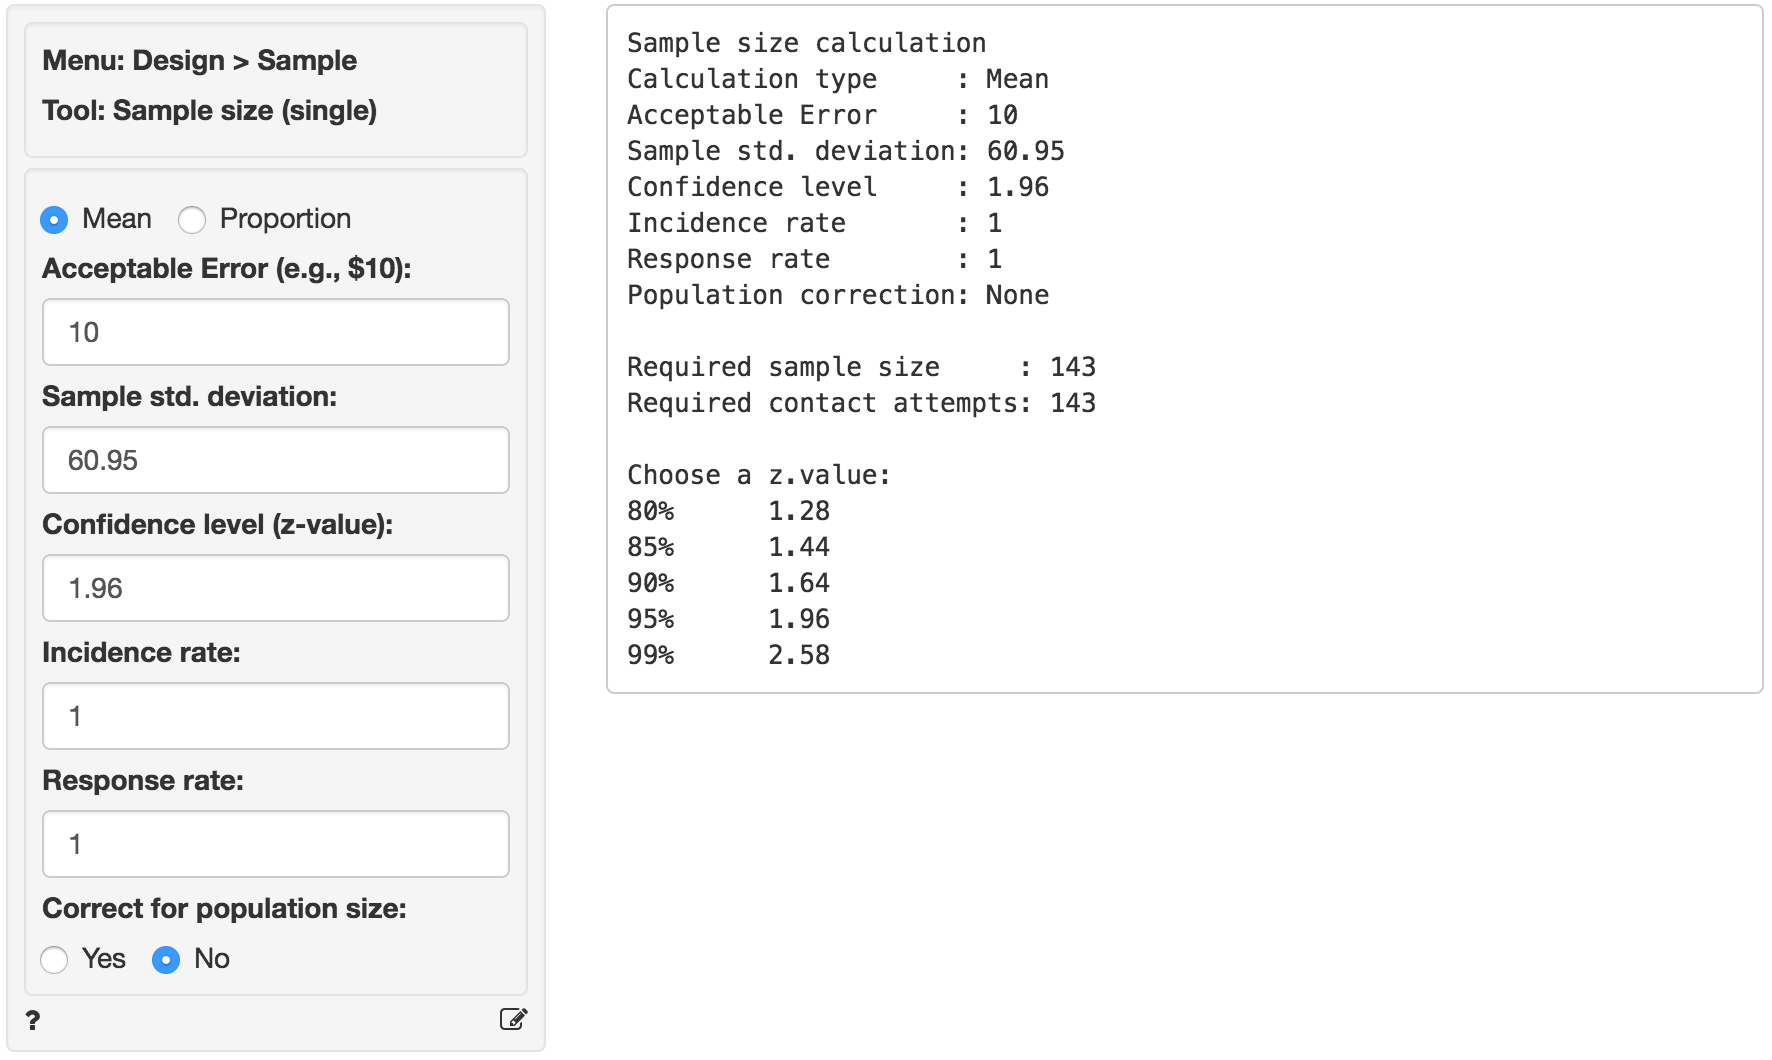 Menu: Design > Sample
Tool: Sample size (single)
Mean Proportion
Acceptable Error (e.g., $10):
10
Sample std. deviation:
60.95
Confidence level (z-value):
1.96
Incidence rate:
1
Response rate:
1
Correct for population size:
Yes No
?
Sample size calculation
Calculation type     : Mean
Acceptable Error     : 10
Sample std. deviation: 60.95
Confidence level     : 1.96
Incidence rate       : 1
Response rate        : 1
Population correction: None
Required sample size     : 143
Required contact attempts: 143
Choose a z.value:
80%      1.28
85%      1.44
90%      1.64
95%      1.96
99%      2.58